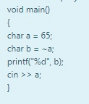 void main()
{
char a = 65;
char b = ~a;
printf("%d", b);
cin >> a;
}